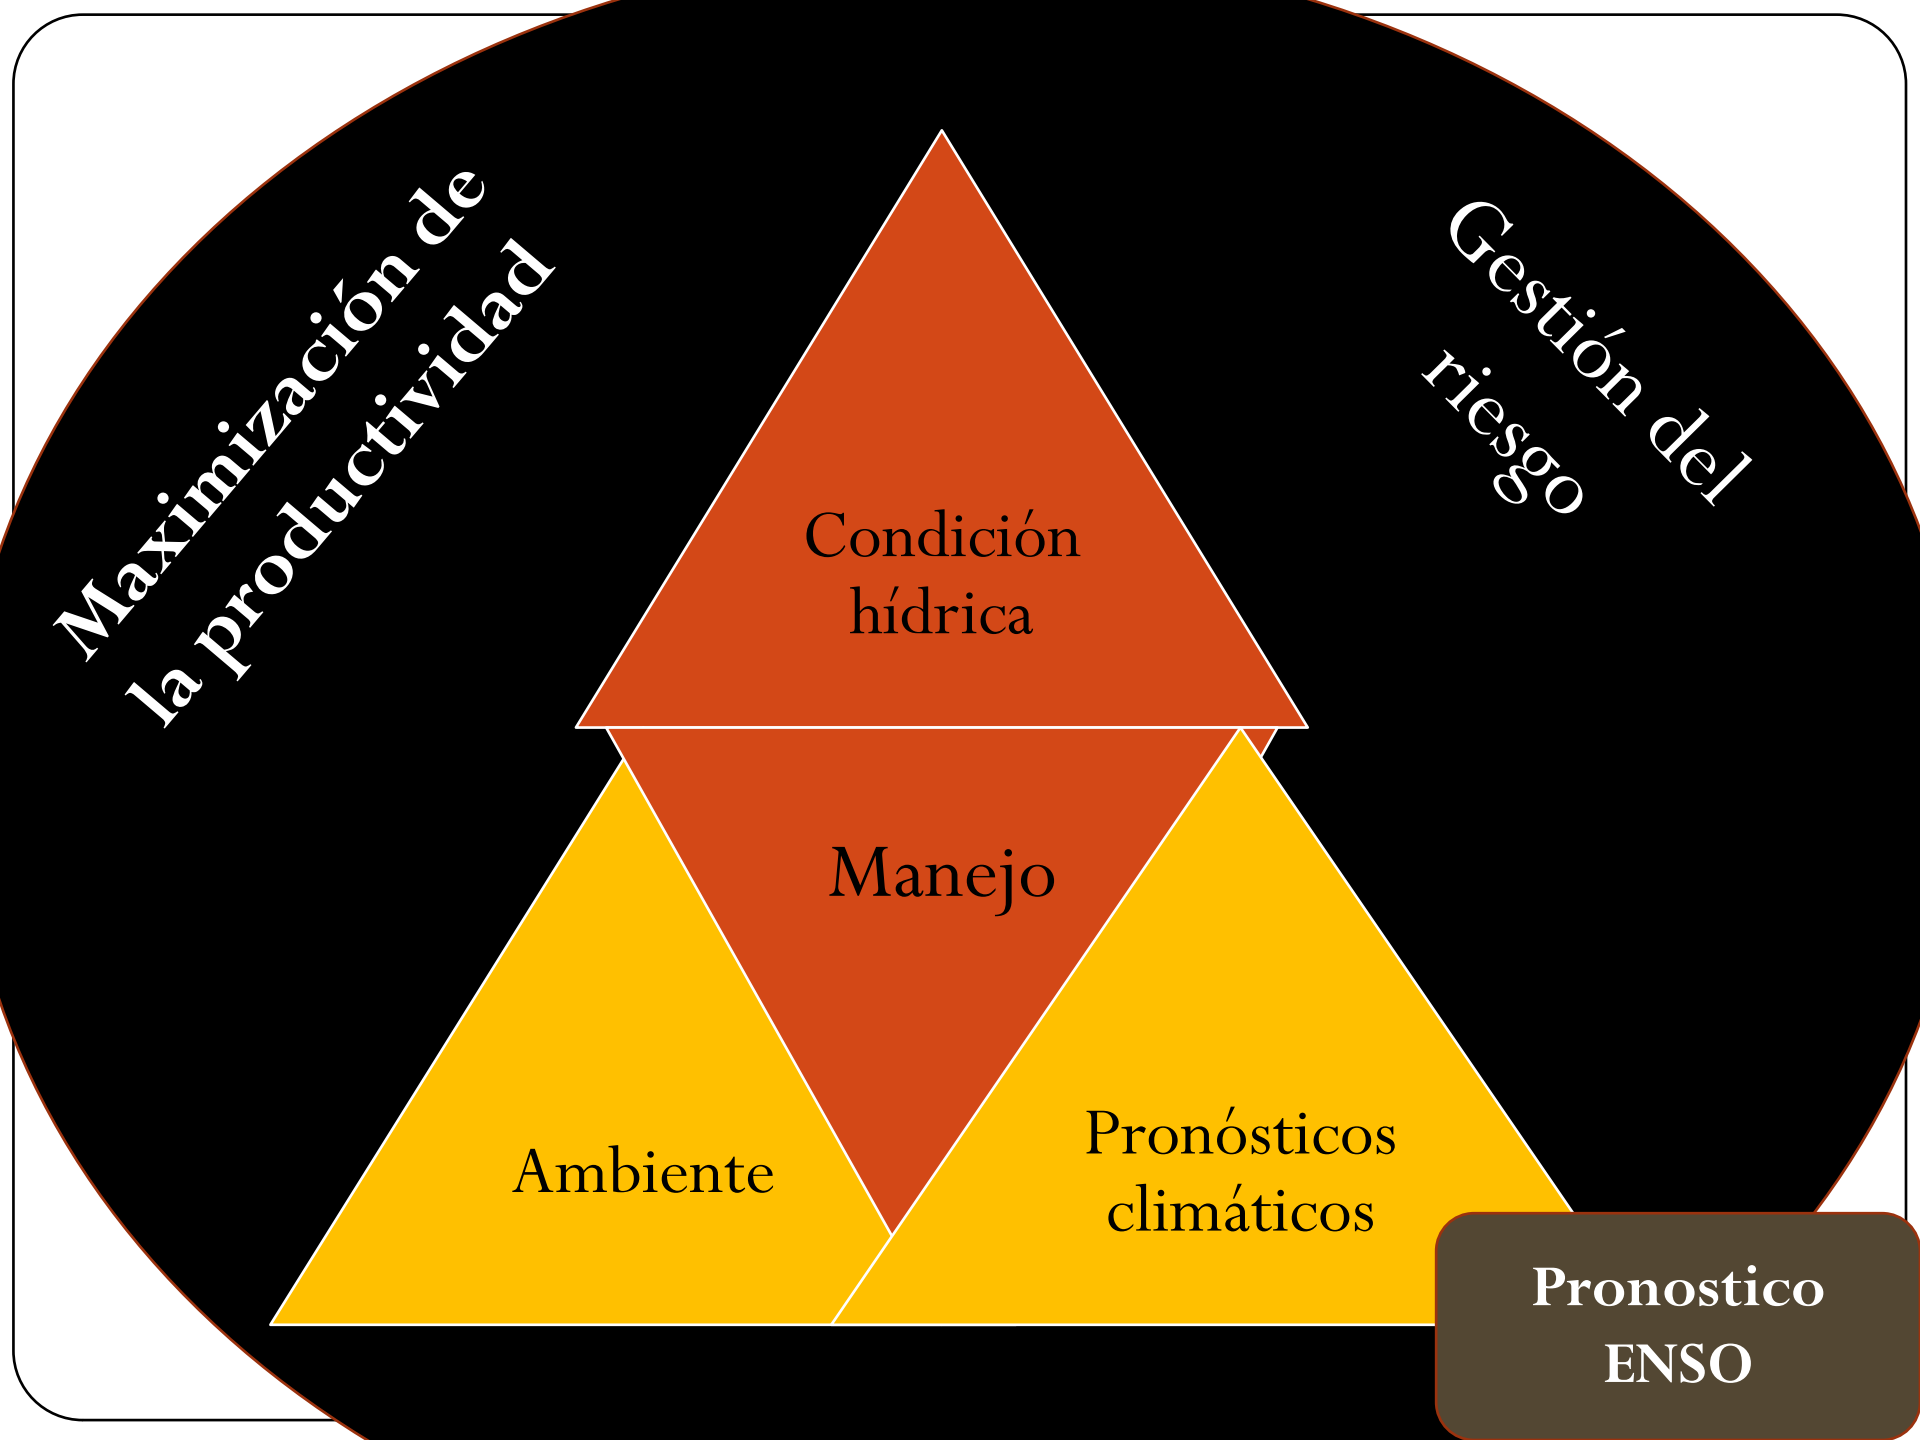 Maximización de
la productividad
Gestión del
riesgo
Condición
hídrica
Manejo
Ambiente
Pronósticos
climáticos
Pronostico
ENSO